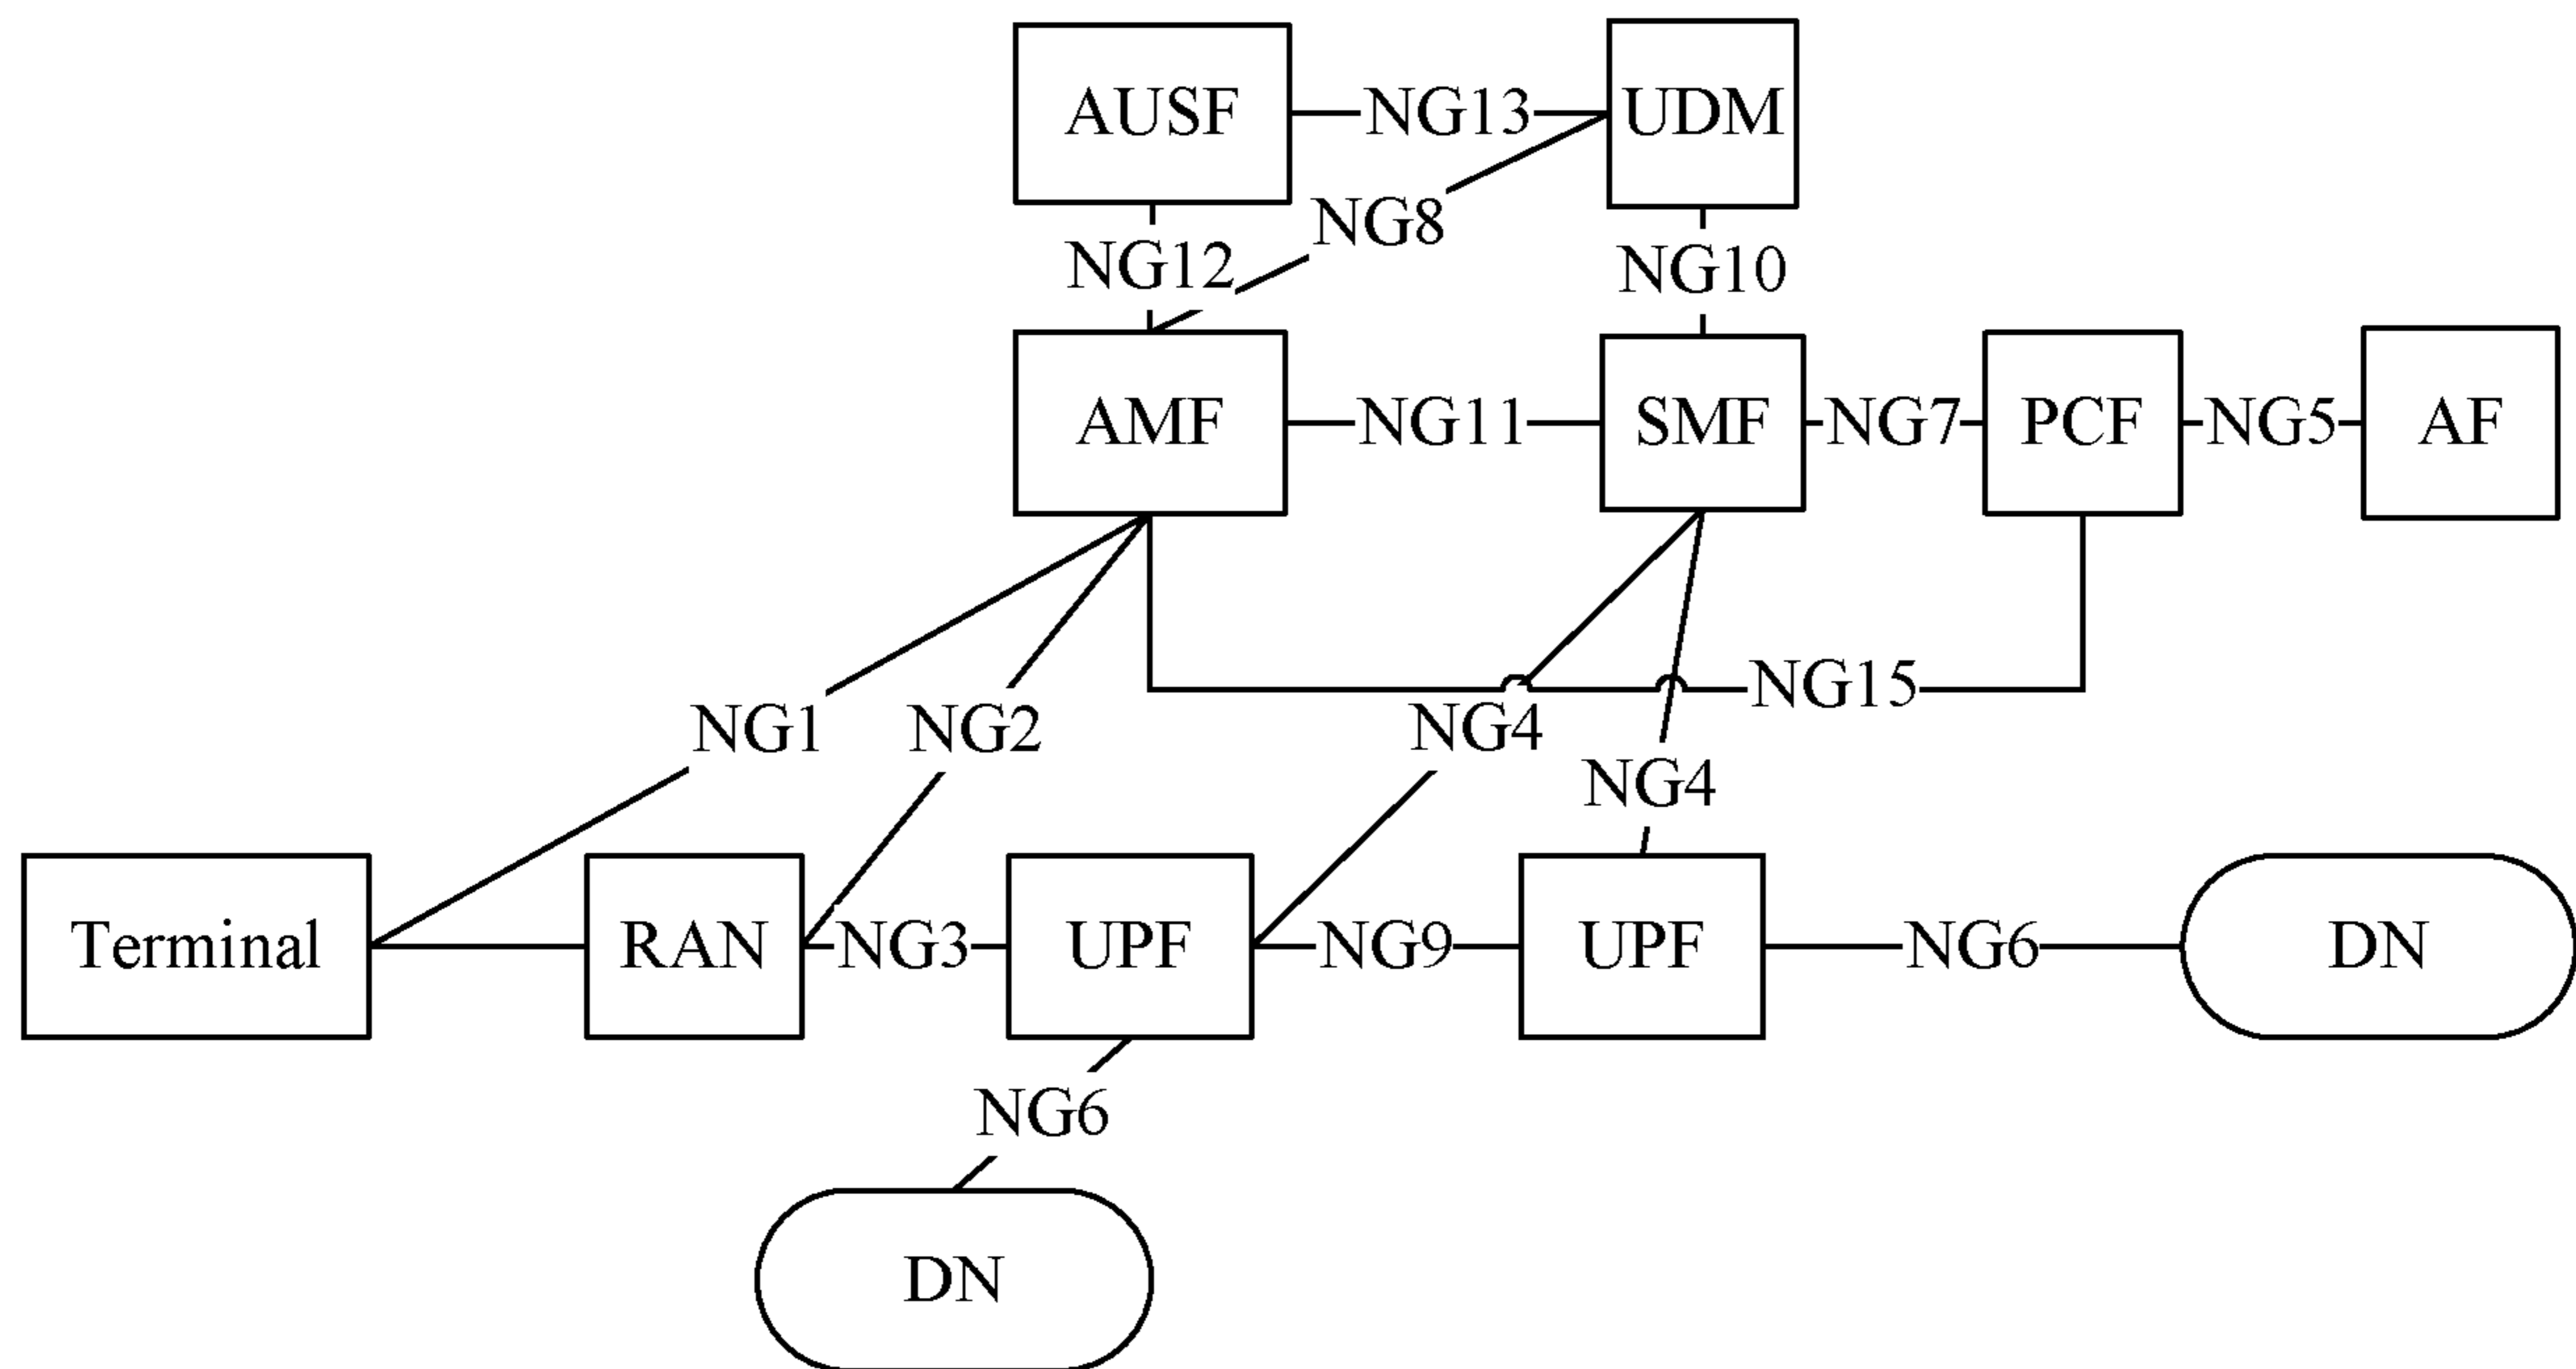 AUSF
NG13
UDM
NG8
NG12
NG10
AMF
NG11
SMF
NG7
PCF
NG5
AF
NG15
NG1
NG2
NG4
NG4
Terminal
RAN
NG3
UPF
NG9
UPF
NG6
DN
NG6
DN